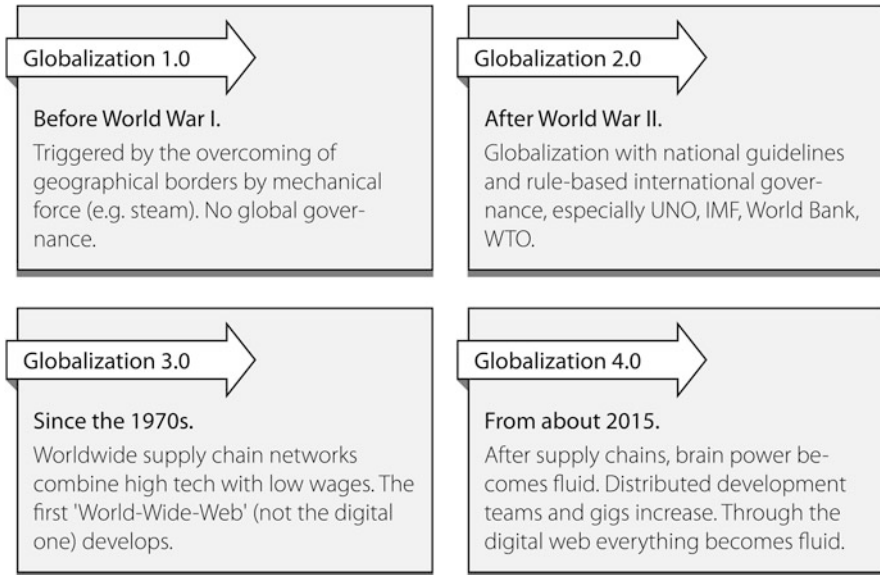 Globalization 1.0
Before World War I.
Triggered by the overcoming of
geographical borders by mechanical
force (e.g. steam). No global gover-
nance.
Globalization 2.0
After World War II.
Globalization with national guidelines
and rule-based international gover-
nance, especially UNO, IMF, World Bank,
WTO.
Globalization 3.0
Since the 1970s.
Worldwide supply chain networks
combine high tech with low wages. The
first 'World-Wide-Web' (not the digital
one) develops.
Globalization 4.0
From about 2015.
After supply chains, brain power be-
comes fluid. Distributed development
teams and gigs increase. Through the
digital web everything becomes fluid.